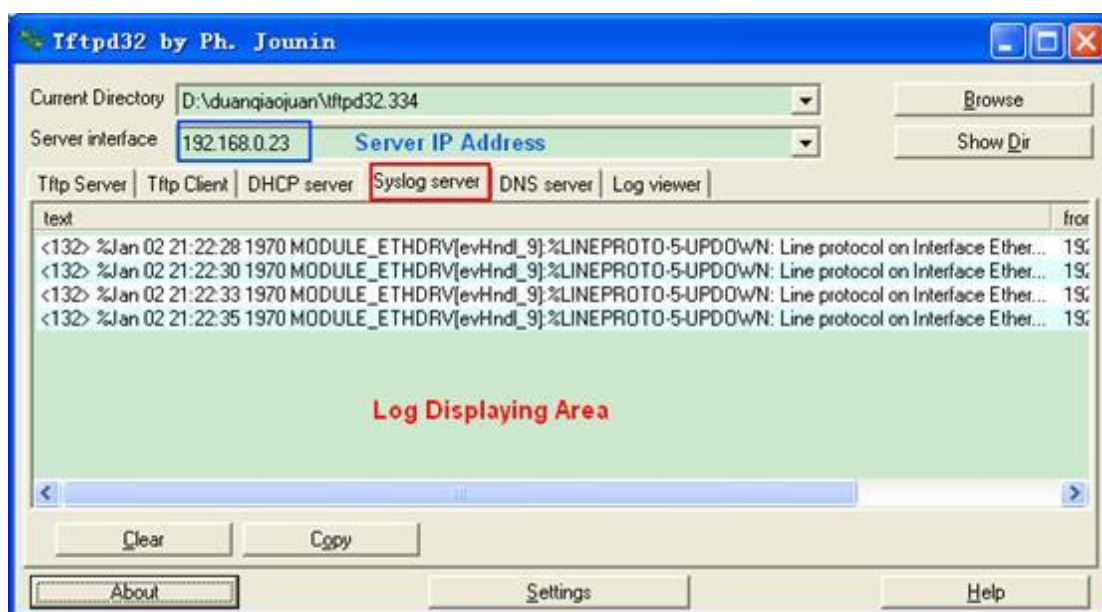 Tftpd32 by Ph. Jounin
Current Directory D:\duanqiaojuan\tftpd32.334 Browse
Server interface 192.168.0.23 Server IP Address Show Dir
Tftp Server Tftp Client DHCP server Syslog server DNS server Log viewer
text fror
<132> %Jan 02 21:22:28 1970 MODULE_ETHDRV[evHndl_9]:%LINEPROTO-5-UPDOWN: Line protocol on Interface Ether... 192
<132> %Jan 02 21:22:30 1970 MODULE_ETHDRV[evHndl_9]:%LINEPROTO-5-UPDOWN: Line protocol on Interface Ether... 192
<132> %Jan 02 21:22:33 1970 MODULE_ETHDRV[evHndl_9]:%LINEPROTO-5-UPDOWN: Line protocol on Interface Ether... 192
<132> %Jan 02 21:22:35 1970 MODULE_ETHDRV[evHndl_9]:%LINEPROTO-5-UPDOWN: Line protocol on Interface Ether... 192
Log Displaying Area
Clear Copy
About Settings Help